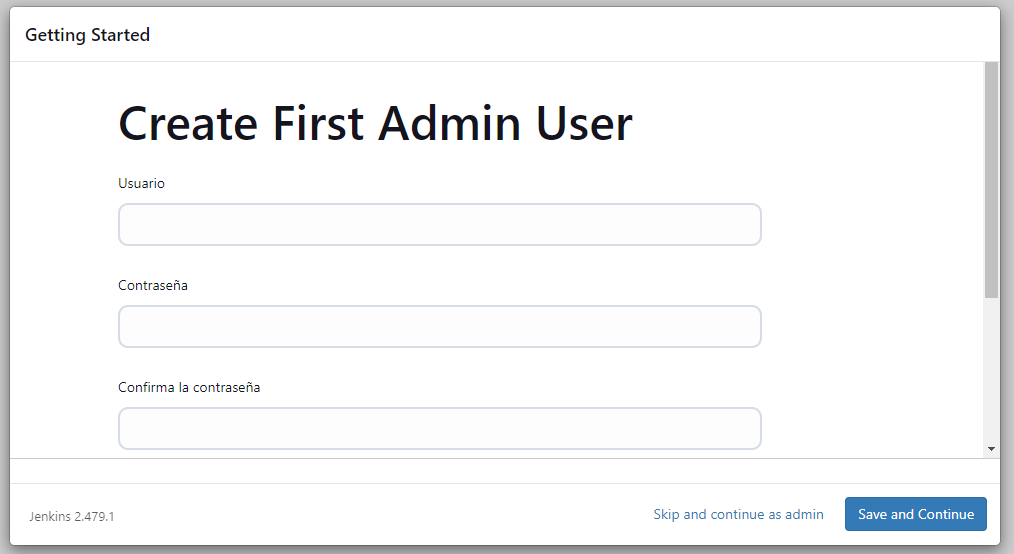 Getting Started
Create First Admin User
Usuario
Contraseña
Confirma la contraseña
Jenkins 2.479.1
Skip and continue as admin
Save and Continue